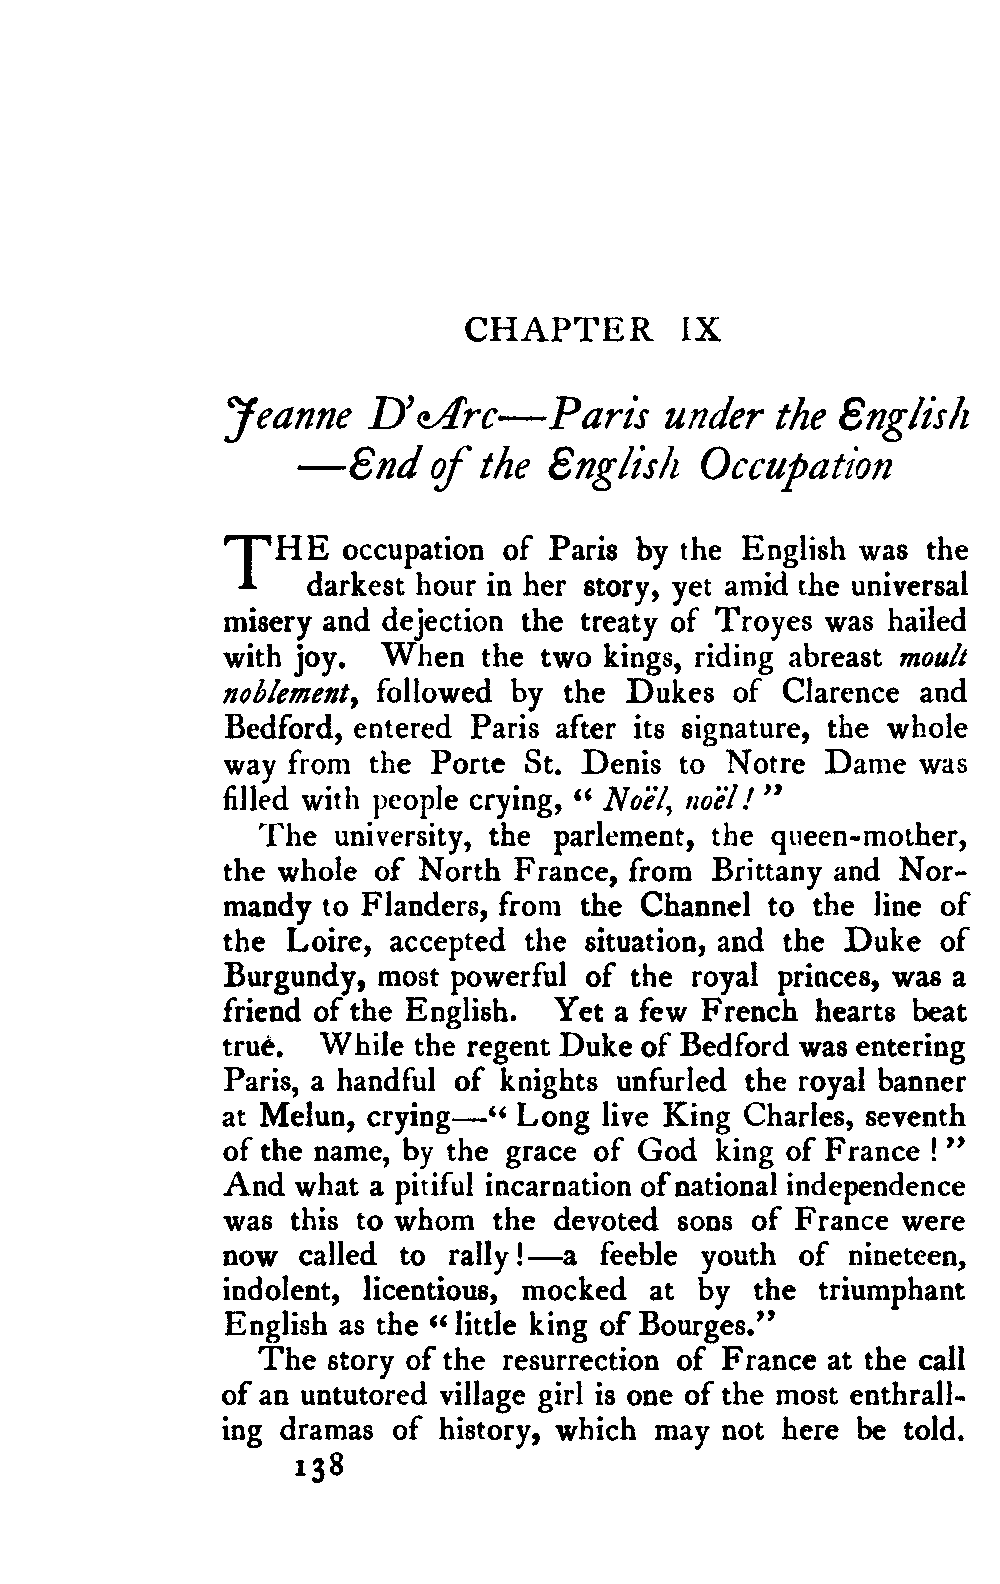 CHAPTER IX
Jeanne D'Arc—Paris under the English
—End of the English Occupation
THE occupation of Paris by the English was the
darkest hour in her story, yet amid the universal
misery and dejection the treaty of Troyes was hailed
with joy. When the two kings, riding abreast moult
noblement, followed by the Dukes of Clarence and
Bedford, entered Paris after its signature, the whole
way from the Porte St. Denis to Notre Dame was
filled with people crying, “ Noël, noël! ”
The university, the parlement, the queen-mother,
the whole of North France, from Brittany and Nor-
mandy to Flanders, from the Channel to the line of
the Loire, accepted the situation, and the Duke of
Burgundy, most powerful of the royal princes, was a
friend of the English. Yet a few French hearts beat
true. While the regent Duke of Bedford was entering
Paris, a handful of knights unfurled the royal banner
at Melun, crying—“ Long live King Charles, seventh
of the name, by the grace of God king of France ! ”
And what a pitiful incarnation of national independence
was this to whom the devoted sons of France were
now called to rally !—a feeble youth of nineteen,
indolent, licentious, mocked at by the triumphant
English as the “ little king of Bourges.”
The story of the resurrection of France at the call
of an untutored village girl is one of the most enthrall-
ing dramas of history, which may not here be told.
138